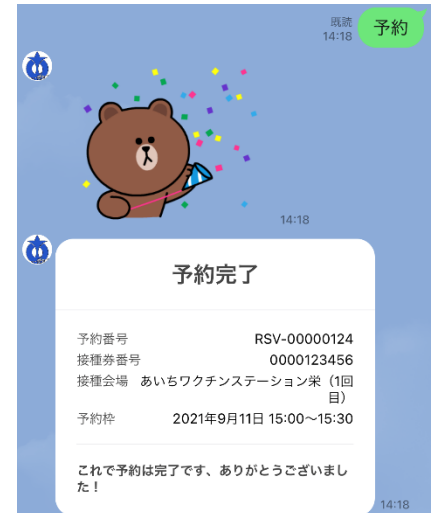 既読
14:18
予約
14:18
予約完了
予約番号 RSV-00000124
接種券番号 0000123456
接種会場 あいちワクチンステーション栄（1回
目）
予約枠 2021年9月11日 15:00～15:30
これで予約は完了です、ありがとうございまし
た！
14:18